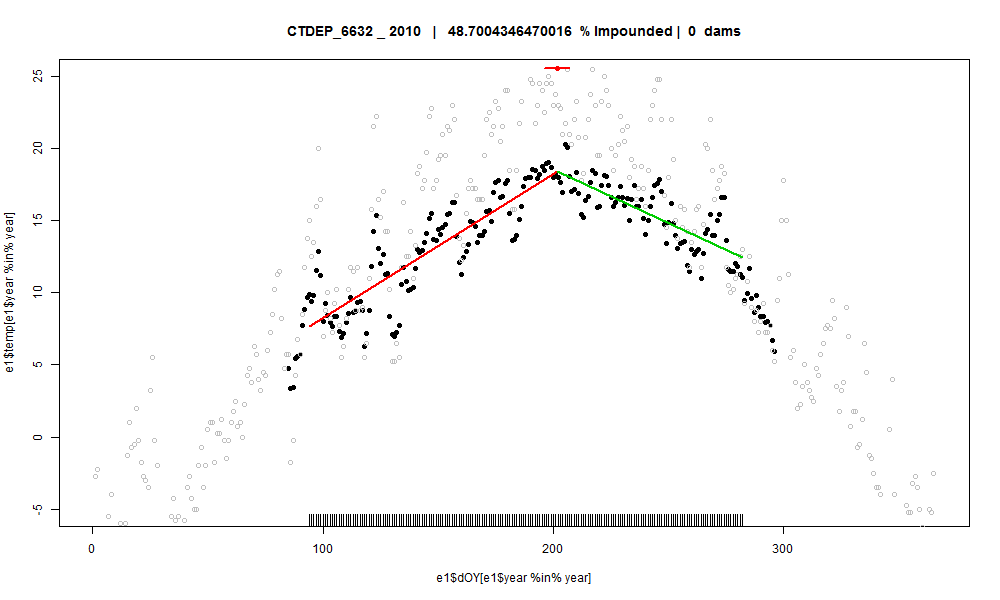 CTDEP_6632 _ 2010 | 48.7004346470016 % Impounded | 0 dams
e1$temp[e1$year %in% year]
25
20
15
10
5
0
-5
0 100 200 300
e1$dOY[e1$year %in% year]